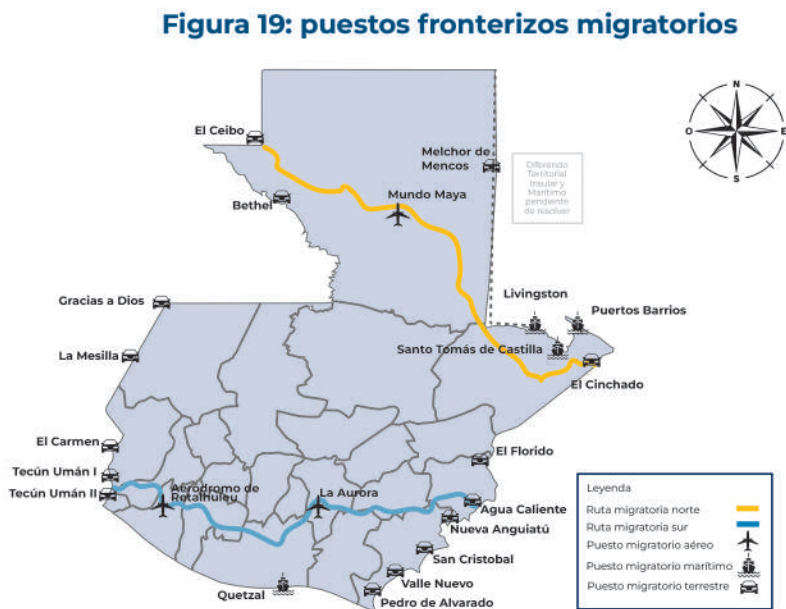 Figura 19: puestos fronterizos migratorios
N
O
E
S
El Ceibo
Melchor de
Mencos
Diferendo
Territorial
Insular y
Marítimo
pendiente
de resolver
Bethel
Mundo Maya
Gracias a Dios
Livingston
Puertos Barrios
La Mesilla
Santo Tomás de Castilla
El Cinchado
El Carmen
El Florido
Tecún Umán I
Tecún Umán II
Aeródromo de
Retalhuleu
La Aurora
Agua Caliente
Nueva Anguiatú
San Cristobal
Valle Nuevo
Quetzal
Pedro de Alvarado
Leyenda
Ruta migratoria norte
Ruta migratoria sur
Puesto migratorio aéreo
Puesto migratorio marítimo
Puesto migratorio terrestre